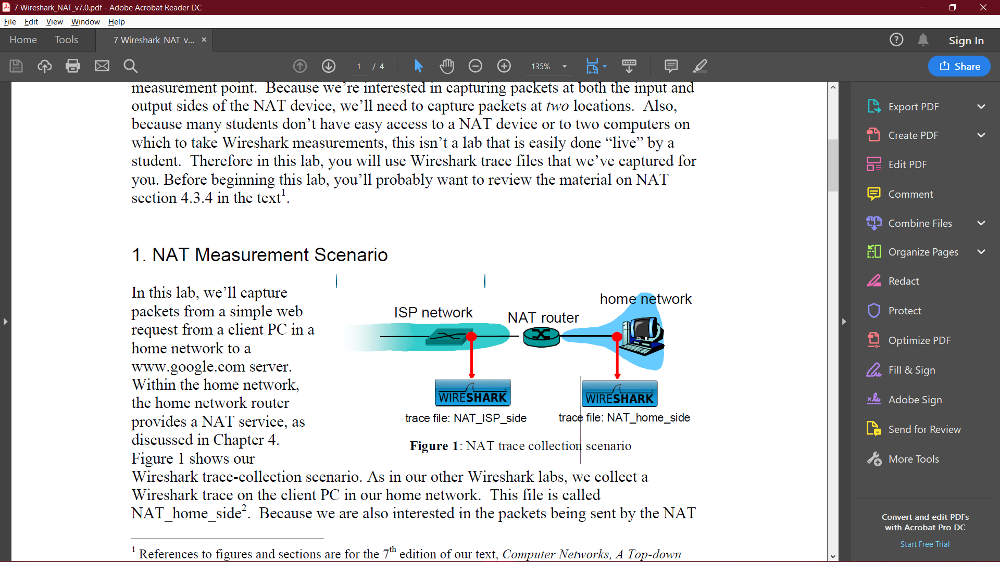 7 Wireshark_NAT_v7.0.pdf - Adobe Acrobat Reader DC
File Edit View Window Help
Home Tools 7 Wireshark_NAT_v... × Sign In
1 / 4 135% Share
measurement point. Because we’re interested in capturing packets at both the input and
output sides of the NAT device, we’ll need to capture packets at two locations. Also,
because many students don’t have easy access to a NAT device or to two computers on
which to take Wireshark measurements, this isn’t a lab that is easily done “live” by a
student. Therefore in this lab, you will use Wireshark trace files that we’ve captured for
you. Before beginning this lab, you’ll probably want to review the material on NAT
section 4.3.4 in the text1.
1. NAT Measurement Scenario
In this lab, we’ll capture
packets from a simple web
request from a client PC in a
home network to a
www.google.com server.
Within the home network,
the home network router
provides a NAT service, as
discussed in Chapter 4.
Figure 1 shows our
home network
ISP network
NAT router
WIRESHARK
WIRESHARK
trace file: NAT_ISP_side
trace file: NAT_home_side
Figure 1: NAT trace collection scenario
Wireshark trace-collection scenario. As in our other Wireshark labs, we collect a
Wireshark trace on the client PC in our home network. This file is called
NAT_home_side2. Because we are also interested in the packets being sent by the NAT
1 References to figures and sections are for the 7th edition of our text, Computer Networks, A Top-down
Export PDF
Create PDF
Edit PDF
Comment
Combine Files
Organize Pages
Redact
Protect
Optimize PDF
Fill & Sign
Adobe Sign
Send for Review
More Tools
Convert and edit PDFs
with Acrobat Pro DC
Start Free Trial